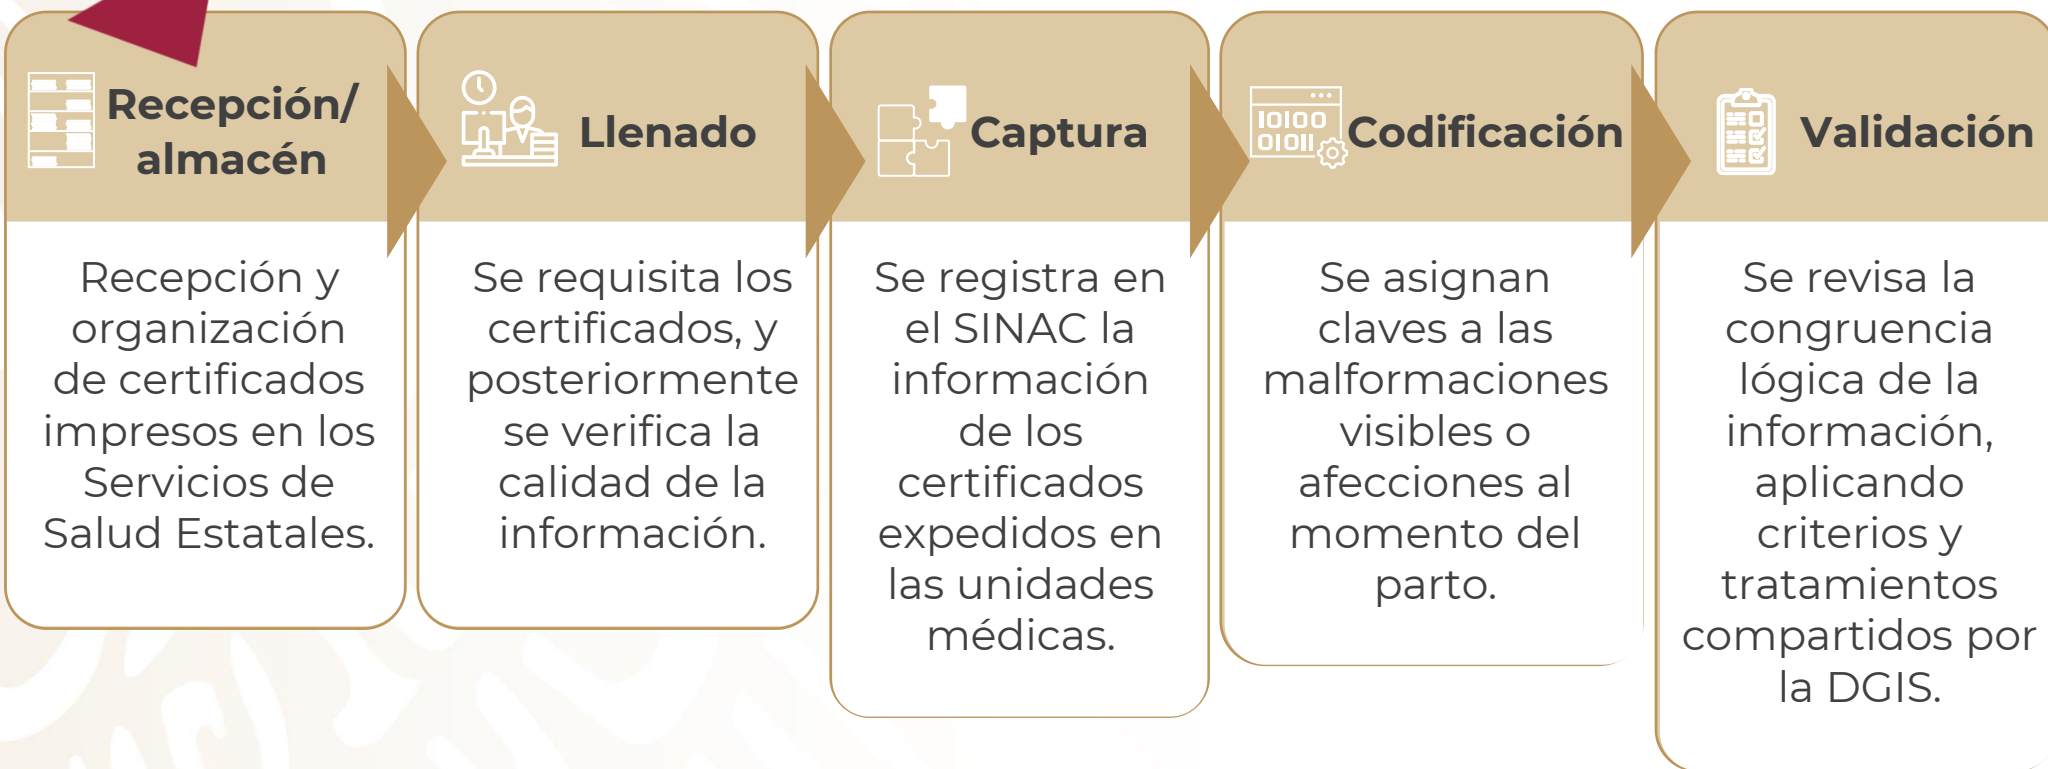 Recepción/
almacén
Recepción y
organización
de certificados
impresos en los
Servicios de
Salud Estatales.
Llenado
Se requisita los
certificados, y
posteriormente
se verifica la
calidad de la
información.
Captura
Se registra en
el SINAC la
información
de los
certificados
expedidos en
las unidades
médicas.
10100
01011
Codificación
Se asignan
claves a las
malformaciones
visibles o
afecciones al
momento del
parto.
Validación
Se revisa la
congruencia
lógica de la
información,
aplicando
criterios y
tratamientos
compartidos por
la DGIS.